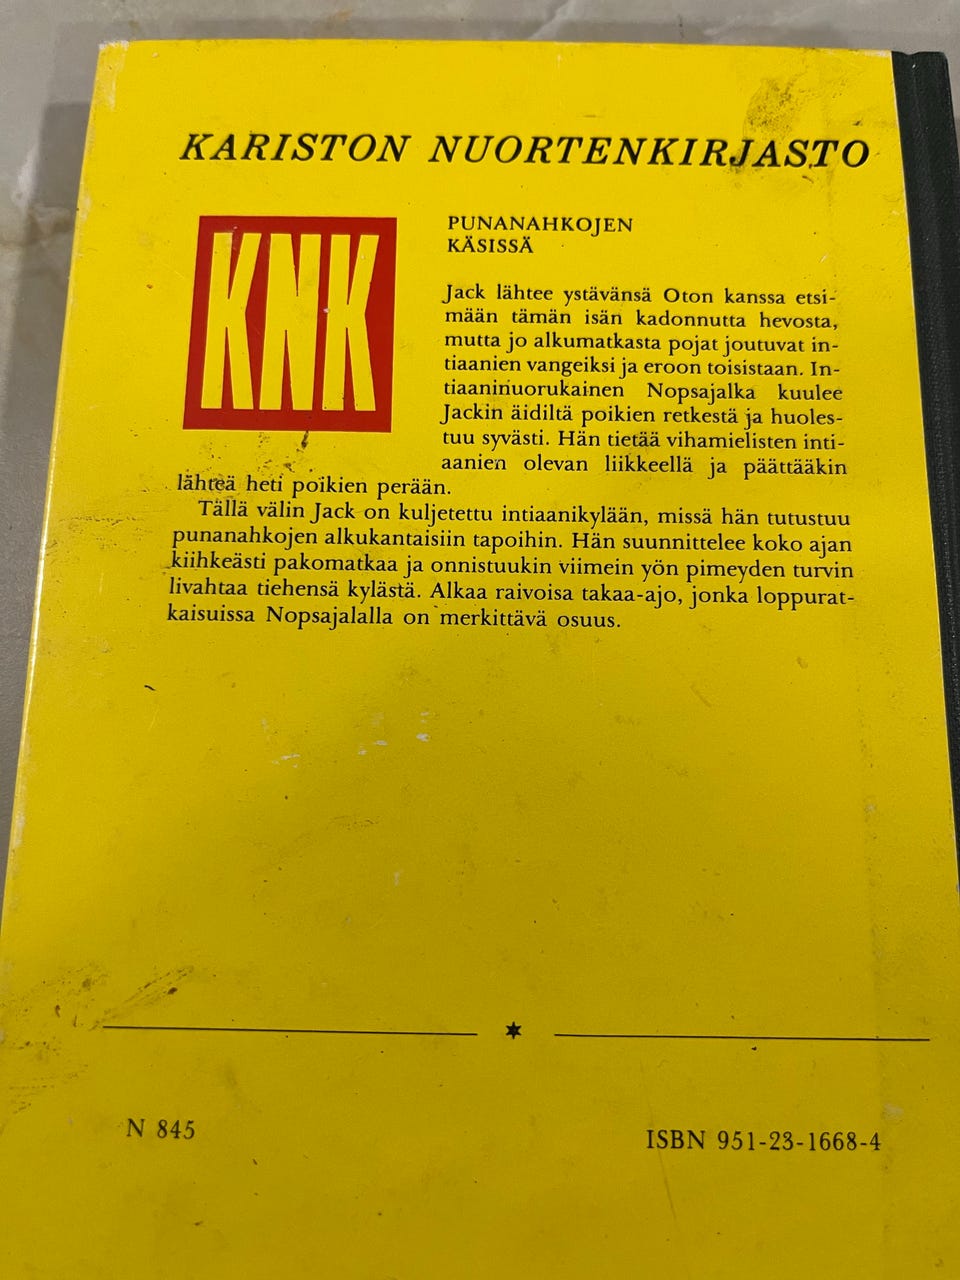 KARISTON NUORTENKIRJASTO
KNK
PUNANAHKOJEN
KÄSISSÄ
Jack lähtee ystävänsä Oton kanssa etsi-
mään tämän isän kadonnutta hevosta,
mutta jo alkumatkasta pojat joutuvat in-
tiaanien vangeiksi ja eroon toisistaan. In-
tiaaninuorukainen Nopsajalka kuulee
Jackin äidiltä poikien retkestä ja huoles-
tuu syvästi. Hän tietää vihamielisten inti-
aanien olevan liikkeellä ja päättääkin
lähteä heti poikien perään.
Tällä välin Jack on kuljetettu intiaanikylään, missä hän tutustuu
punanahkojen alkukantaisiin tapoihin. Hän suunnittelee koko ajan
kiihkeästi pakomatkaa ja onnistuukin viimein yön pimeyden turvin
livahtaa tiehensä kylästä. Alkaa raivoisa takaa-ajo, jonka loppurat-
kaisuissa Nopsajalalla on merkittävä osuus.
N 845
ISBN 951-23-1668-4